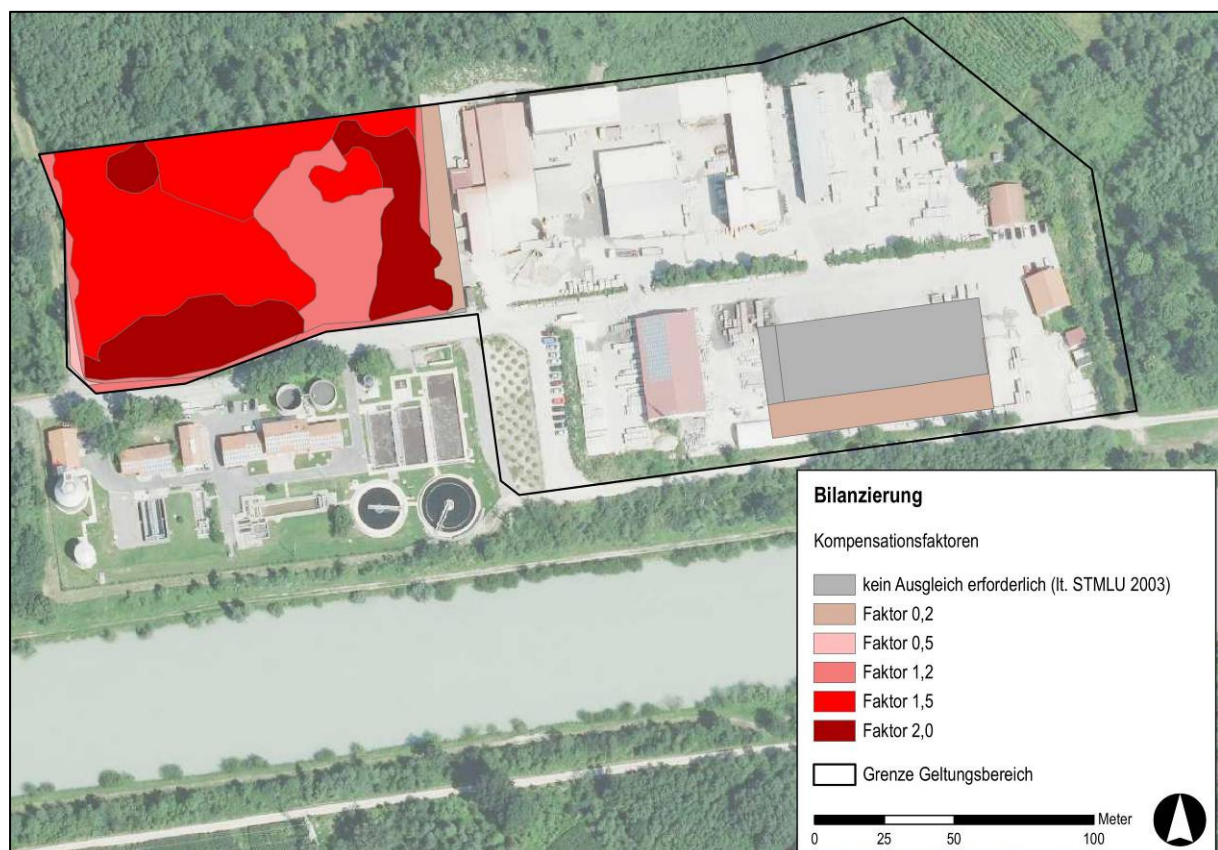 Bilanzierung
Kompensationsfaktoren
kein Ausgleich erforderlich (lt. STMLU 2003)
Faktor 0,2
Faktor 0,5
Faktor 1,2
Faktor 1,5
Faktor 2,0
Grenze Geltungsbereich
Meter
0 25 50 100